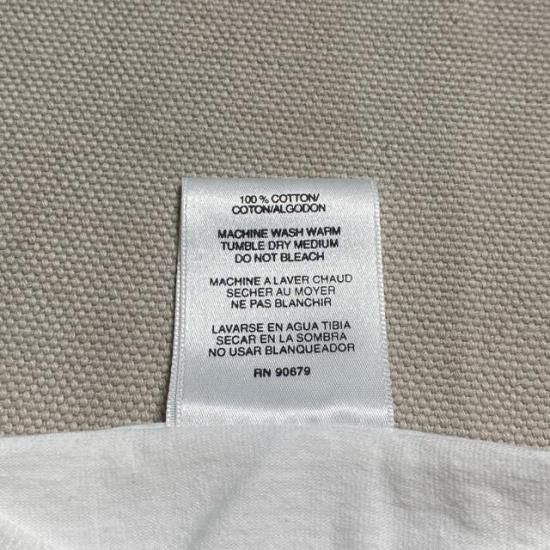 100 % COTTON/
COTON/ALGODON
MACHINE WASH WARM
TUMBLE DRY MEDIUM
DO NOT BLEACH
MACHINE A LAVER CHAUD
SECHER AU MOYER
NE PAS BLANCHIR
LAVARSE EN AGUA TIBIA
SECAR EN LA SOMBRA
NO USAR BLANQUEADOR
RN 90679